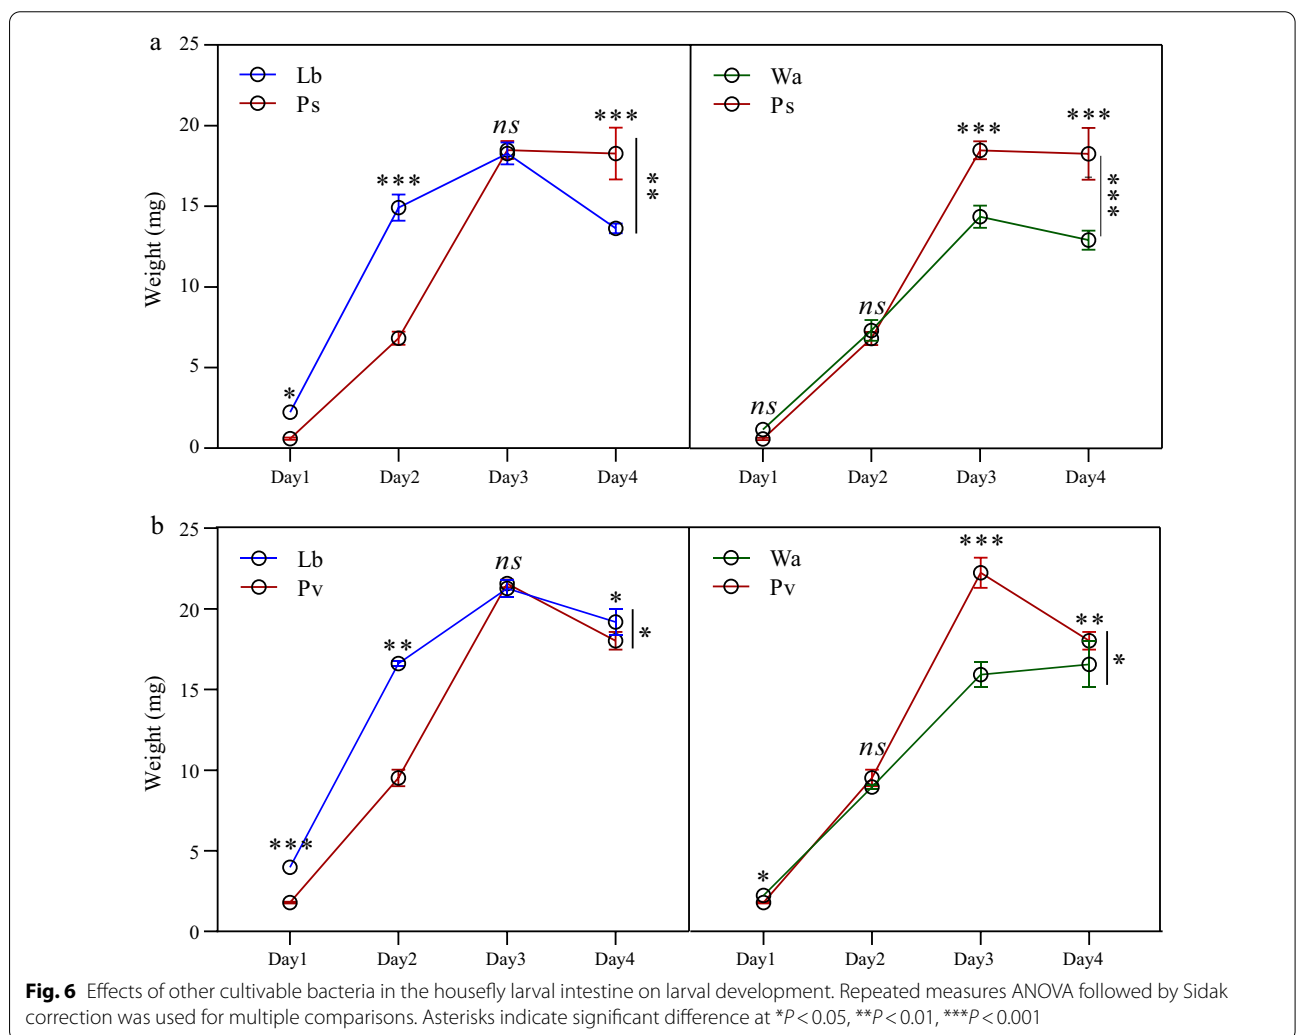 a
25
20
15
10
5
0
Weight (mg)
Lb
Ps
*
***
ns
***
**
Day1 Day2 Day3 Day4
Wa
Ps
ns
ns
***
***
***
Day1 Day2 Day3 Day4
b
25
20
15
10
5
0
Weight (mg)
Lb
Pv
***
**
ns
*
*
Day1 Day2 Day3 Day4
Wa
Pv
*
ns
***
**
*
Day1 Day2 Day3 Day4
Fig. 6 Effects of other cultivable bacteria in the housefly larval intestine on larval development. Repeated measures ANOVA followed by Sidak
correction was used for multiple comparisons. Asterisks indicate significant difference at *P < 0.05, **P < 0.01, ***P < 0.001